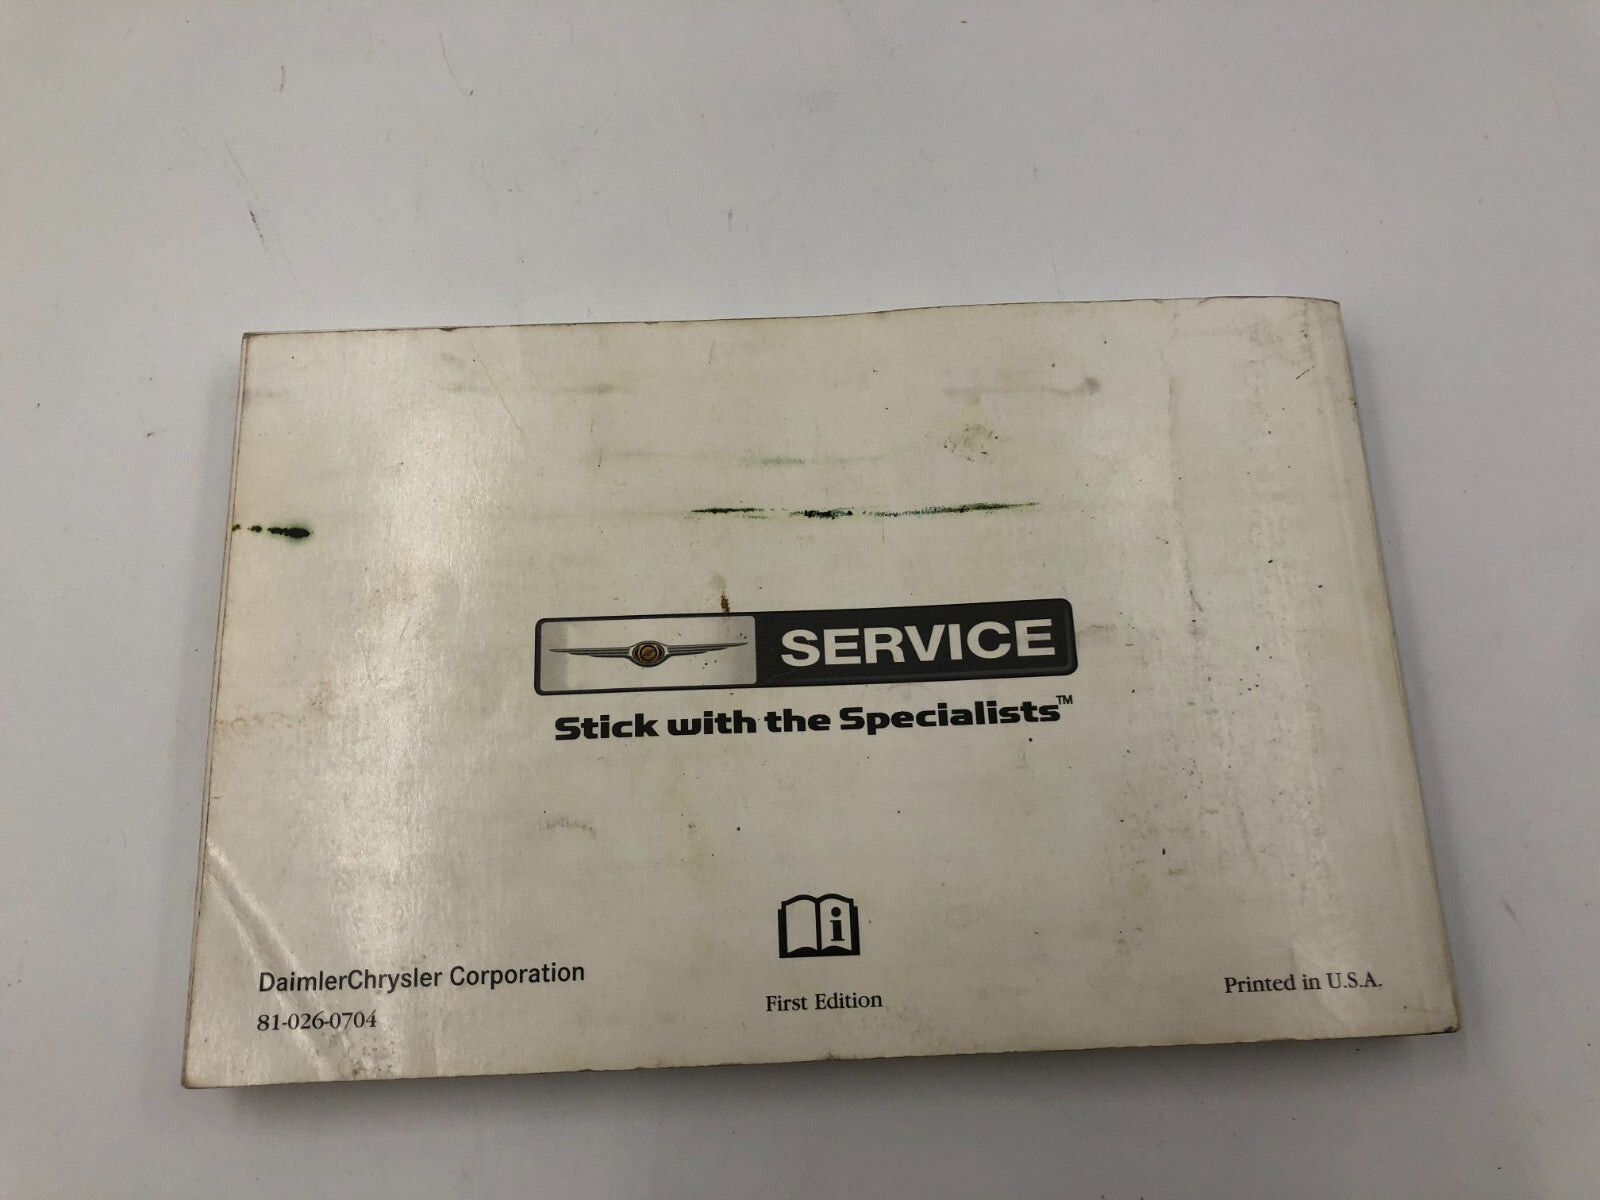 SERVICE
Stick with the Specialists™
i
DaimlerChrysler Corporation
81-026-0704
First Edition
Printed in U.S.A.